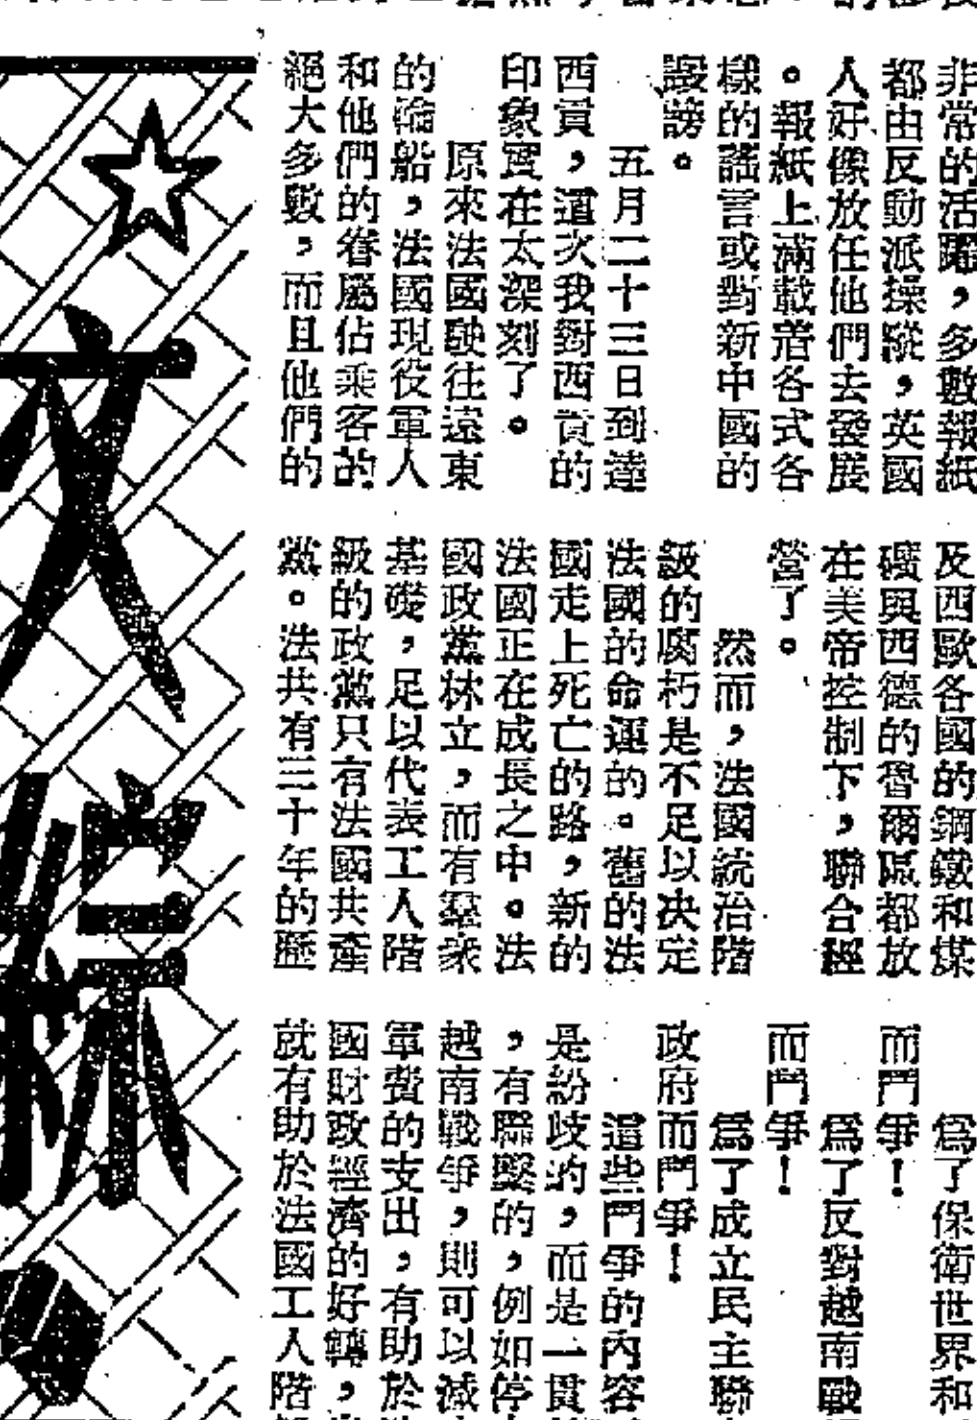 非常的活躍，多數報紙
都由反動派操縱，英國
人好像放任他們去發展
。報紙上滿載着各式各
樣的謠言或對新中國的
毀謗。
五月二十三日到達
西貢，這次我對西貢的
印象實在太深刻了。
原來法國駛往遠東
的輪船，法國現役軍人
和他們的眷屬佔乘客的
絕大多數，而且他們的
及西歐各國的鋼鐵和煤
礦與西德的魯爾區都放
在美帝控制下，聯合經
營了。
然而，法國統治階
級的腐朽是不足以決定
法國的命運的。舊的法
國走上死亡的路，新的
法國正在成長之中。法
國政黨林立，而有羣衆
基礎，足以代表工人階
級的政黨只有法國共產
黨。法共有三十年的歷
爲了保衛世界和
而鬥爭！
爲了反對越南戰
而鬥爭！
爲了成立民主聯
政府而鬥爭！
這些鬥爭的內容
是紛歧的，而是一貫
，有聯繫的，例如停
越南戰爭，則可以減
軍費的支出，有助於
國財政經濟的好轉，
就有助於法國工人階